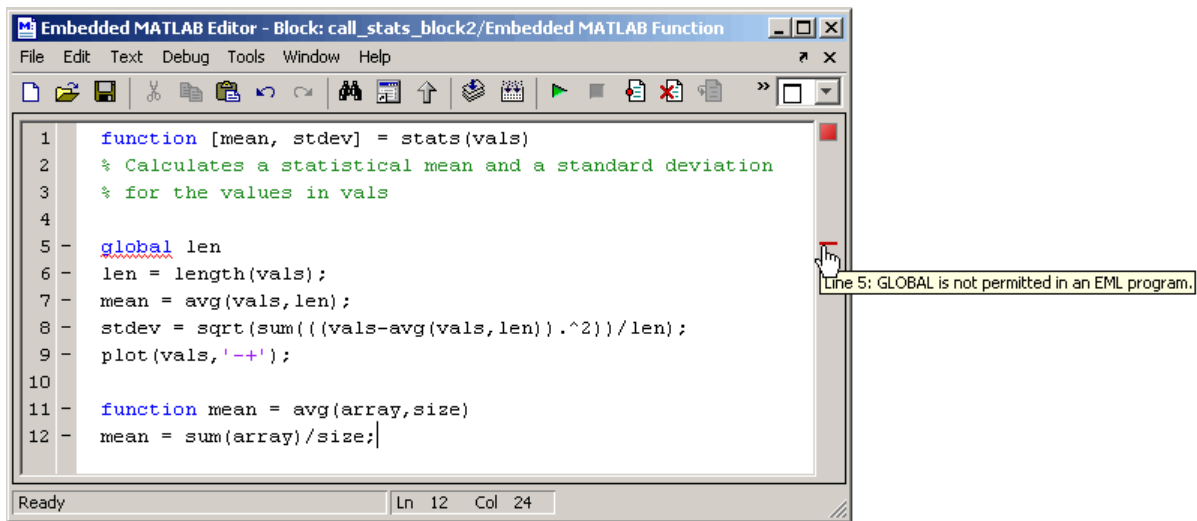 Embedded MATLAB Editor - Block: call_stats_block2/Embedded MATLAB Function
File Edit Text Debug Tools Window Help
1 function [mean, stdev] = stats(vals)
2 % Calculates a statistical mean and a standard deviation
3 % for the values in vals
4
5 - global len
6 - len = length(vals);
7 - mean = avg(vals,len);
8 - stdev = sqrt(sum(((vals-avg(vals,len)).^2))/len);
9 - plot(vals,'-+');
10
11 - function mean = avg(array,size)
12 - mean = sum(array)/size;
Line 5: GLOBAL is not permitted in an EML program.
Ready Ln 12 Col 24